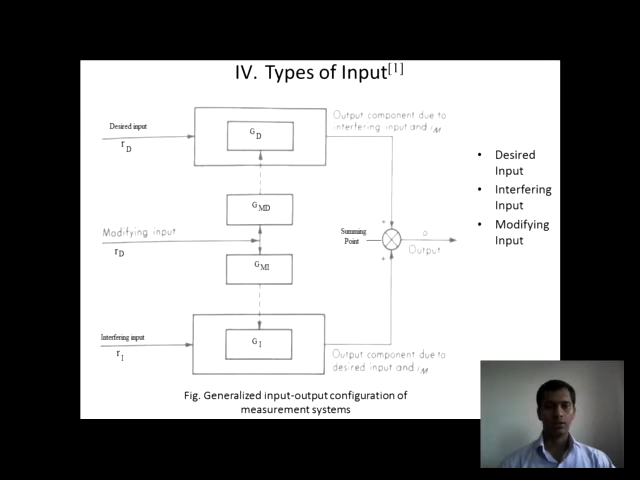 IV. Types of Input[1]
Desired input
r D
G D
Output component due to
interfering input and iM
G MD
Modifying input
r D
G MI
Summing
Point
+
+
o
Output
Interfering input
r I
G I
Output component due to
desired input and iM
Fig. Generalized input-output configuration of
measurement systems
• Desired
Input
• Interfering
Input
• Modifying
Input